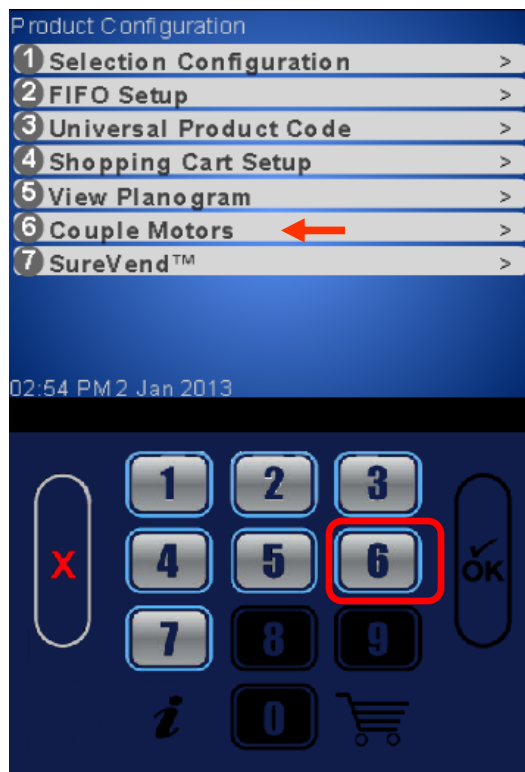 Product Configuration
1 Selection Configuration >
2 FIFO Setup >
3 Universal Product Code >
4 Shopping Cart Setup >
5 View Planogram >
6 Couple Motors >
7 SureVend™ >
02:54 PM 2 Jan 2013
1 2 3
X 4 5 6 OK
7 8 9
i 0